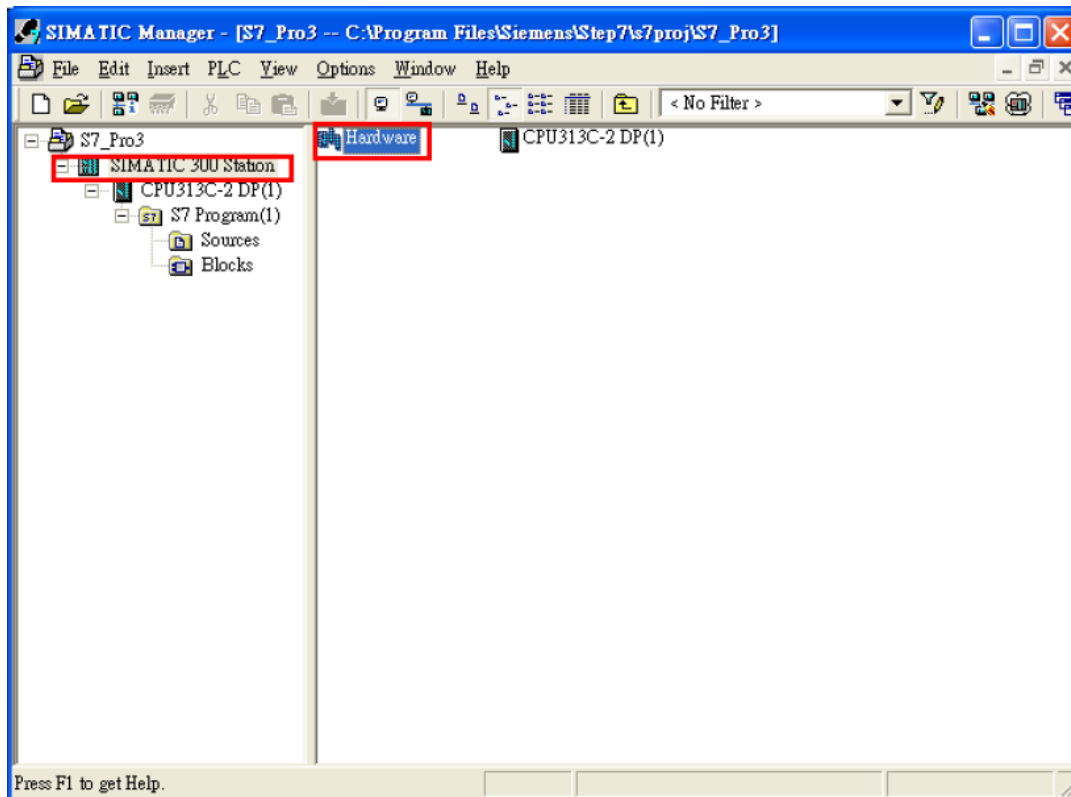 SIMATIC Manager - [S7_Pro3 -- C:\Program Files\Siemens\Step7\s7proj\S7_Pro3]
File Edit Insert PLC View Options Window Help
< No Filter >
S7_Pro3
SIMATIC 300 Station
CPU313C-2 DP(1)
S7 Program(1)
Sources
Blocks
Hardware
CPU313C-2 DP(1)
Press F1 to get Help.